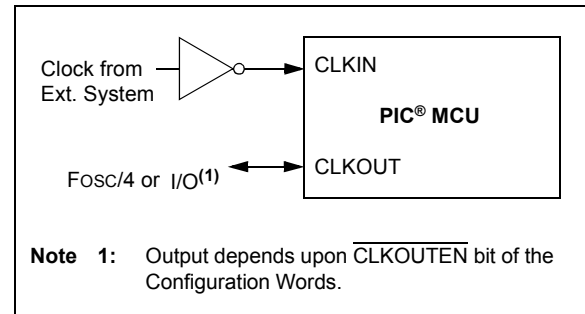 Clock from
Ext. System
CLKIN
PIC® MCU
FOSC/4 or I/O(1)
CLKOUT
Note 1: Output depends upon CLKOUTEN bit of the
Configuration Words.